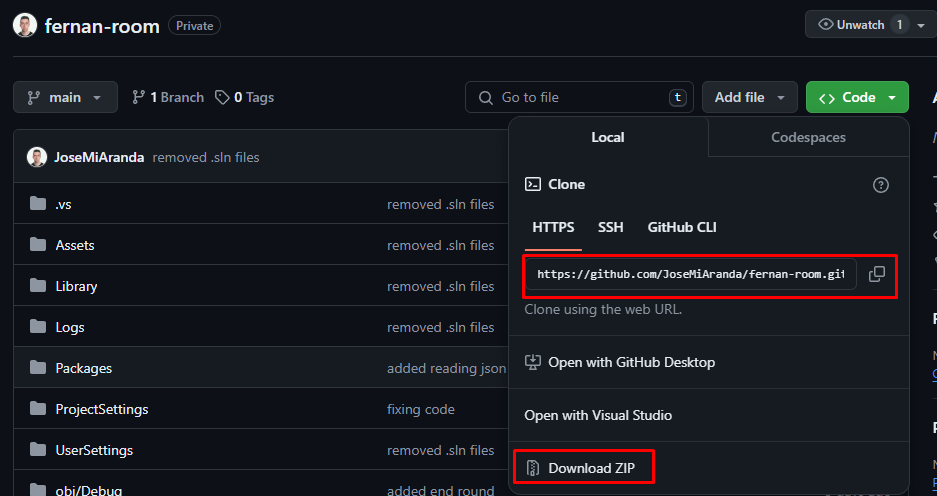 fernan-room Private
Unwatch 1
main 1 Branch 0 Tags
Go to file t
Add file
Code
JoseMiAranda removed .sln files
.vs removed .sln files
Assets removed .sln files
Library removed .sln files
Logs removed .sln files
Packages added reading json
ProjectSettings fixing code
UserSettings removed .sln files
obj/Debug added end round
Local Codespaces
Clone
HTTPS SSH GitHub CLI
https://github.com/JoseMiAranda/fernan-room.git
Clone using the web URL.
Open with GitHub Desktop
Open with Visual Studio
Download ZIP